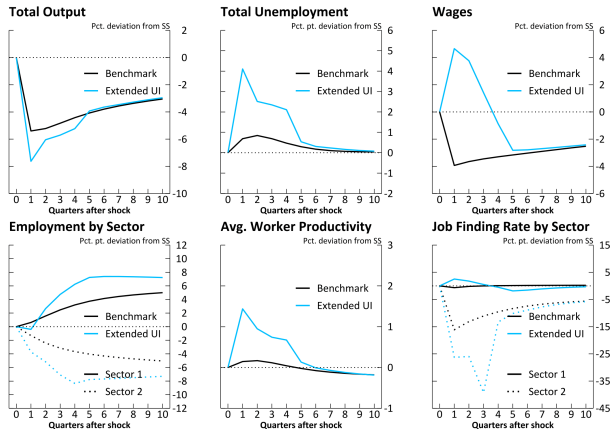 Total Output
Pct. deviation from SS
2
0
-2
-4
-6
-8
-10
Benchmark
Extended UI
0 1 2 3 4 5 6 7 8 9 10
Quarters after shock
Total Unemployment
Pct. pt. deviation from SS
6
5
4
3
2
1
0
-1
-2
Benchmark
Extended UI
0 1 2 3 4 5 6 7 8 9 10
Quarters after shock
Wages
Pct. deviation from SS
6
4
2
0
-2
-4
-6
Benchmark
Extended UI
0 1 2 3 4 5 6 7 8 9 10
Quarters after shock
Employment by Sector
Pct. pt. deviation from SS
12
10
8
6
4
2
0
-2
-4
-6
-8
-10
-12
Benchmark
Extended UI
Sector 1
Sector 2
0 1 2 3 4 5 6 7 8 9 10
Quarters after shock
Avg. Worker Productivity
Pct. deviation from SS
3
2
1
0
-1
Benchmark
Extended UI
0 1 2 3 4 5 6 7 8 9 10
Quarters after shock
Job Finding Rate by Sector
Pct. pt. deviation from SS
15
5
-5
-15
-25
-35
-45
Benchmark
Extended UI
Sector 1
Sector 2
0 1 2 3 4 5 6 7 8 9 10
Quarters after shock